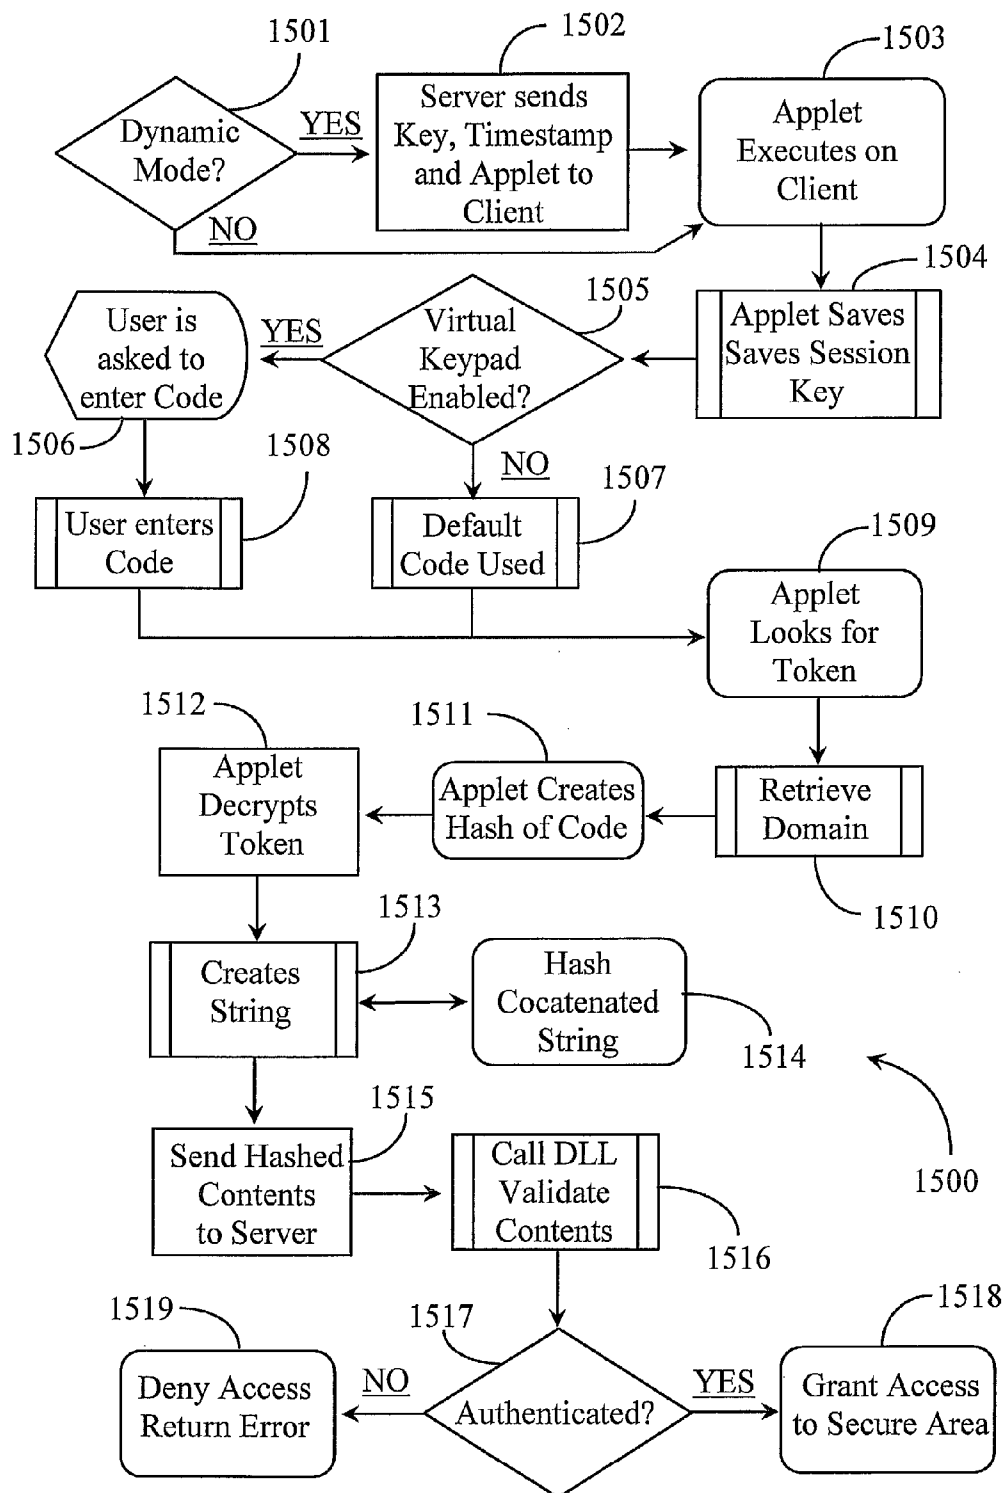 1501
1502
1503
Dynamic
Mode?
YES
NO
Server sends
Key, Timestamp
and Applet to
Client
Applet
Executes on
Client
1504
Applet Saves
Saves Session
Key
1505
Virtual
Keypad
Enabled?
YES
NO
User is
asked to
enter Code
1506
1508
User enters
Code
1507
Default
Code Used
1509
Applet
Looks for
Token
1510
Retrieve
Domain
1511
Applet Creates
Hash of Code
1512
Applet
Decrypts
Token
1513
Creates
String
Hash
Cocatenated
String
1514
1500
1515
Send Hashed
Contents
to Server
Call DLL
Validate
Contents
1516
1517
Authenticated?
NO
YES
1519
Deny Access
Return Error
1518
Grant Access
to Secure Area